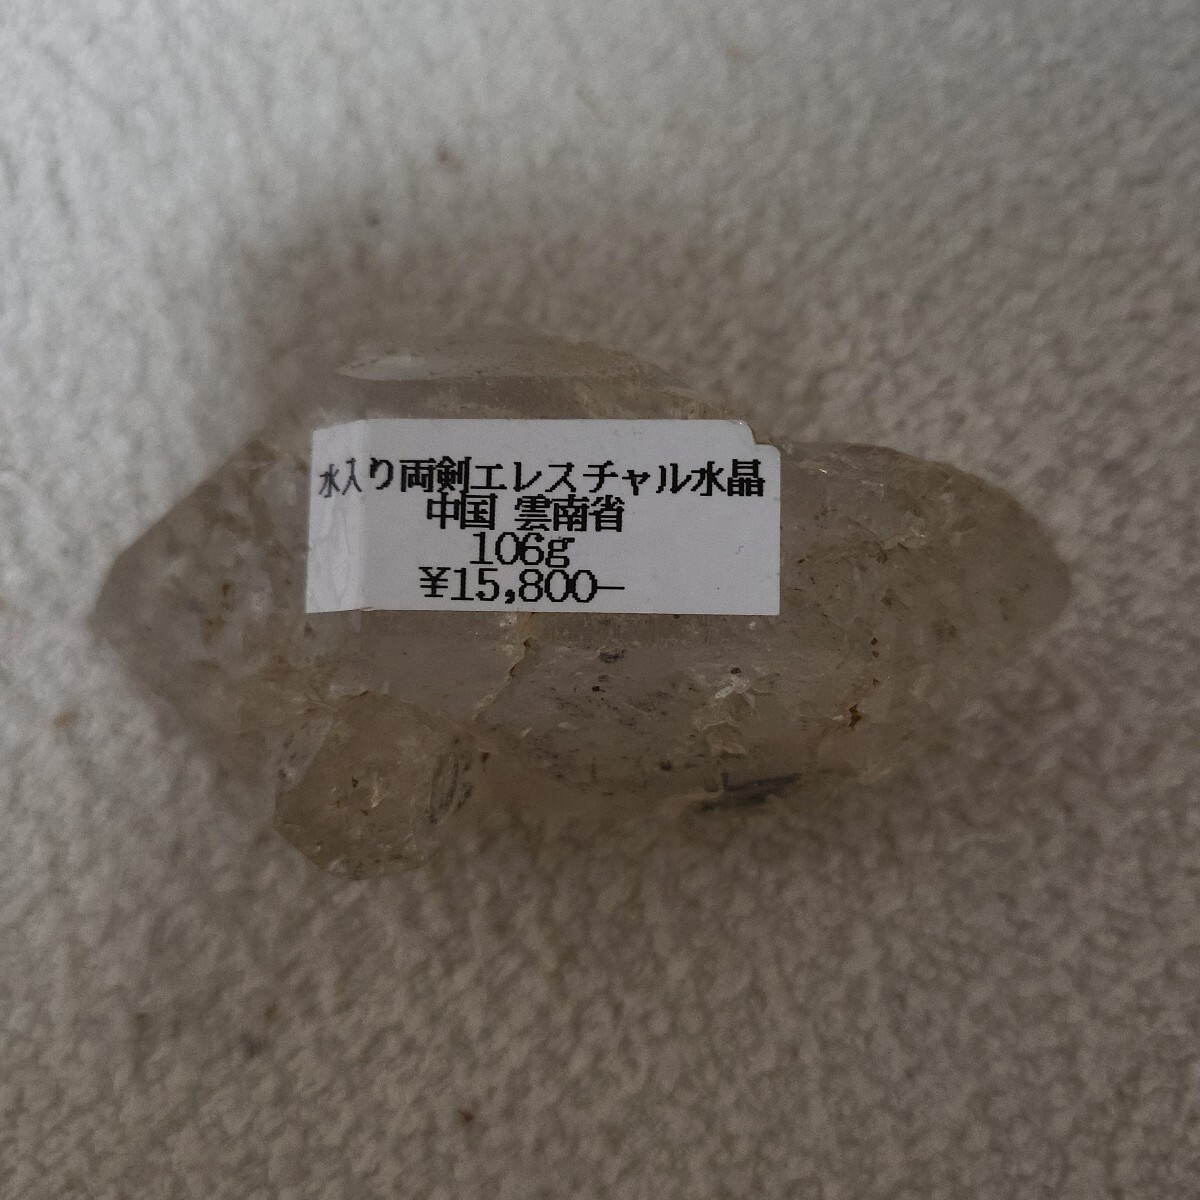 水入り両剣エレスチャル水晶
中国 雲南省
106g
¥15,800−